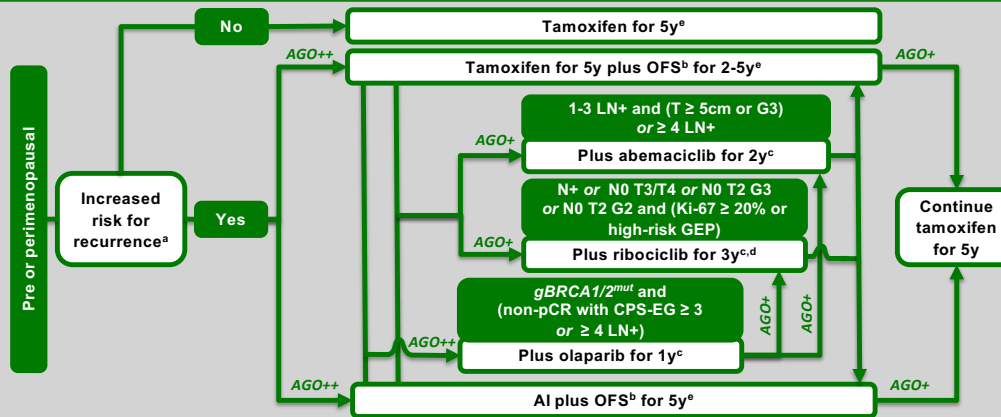 No
Tamoxifen for 5yᵉ
AGO++
Tamoxifen for 5y plus OFSᵇ for 2-5yᵉ
AGO+
1-3 LN+ and (T ≥ 5cm or G3)
or ≥ 4 LN+
AGO+
Plus abemaciclib for 2yᶜ
Pre or perimenopausal
Increased
risk for
recurrenceᵃ
Yes
N+ or N0 T3/T4 or N0 T2 G3
or N0 T2 G2 and (Ki-67 ≥ 20% or
high-risk GEP)
AGO+
Plus ribociclib for 3yᶜ,ᵈ
Continue
tamoxifen
for 5y
gBRCA1/2ᵐᵘᵗ and
(non-pCR with CPS-EG ≥ 3
or ≥ 4 LN+)
AGO++
Plus olaparib for 1yᶜ
AGO+
AGO+
AGO++
AI plus OFSᵇ for 5yᵉ
AGO+